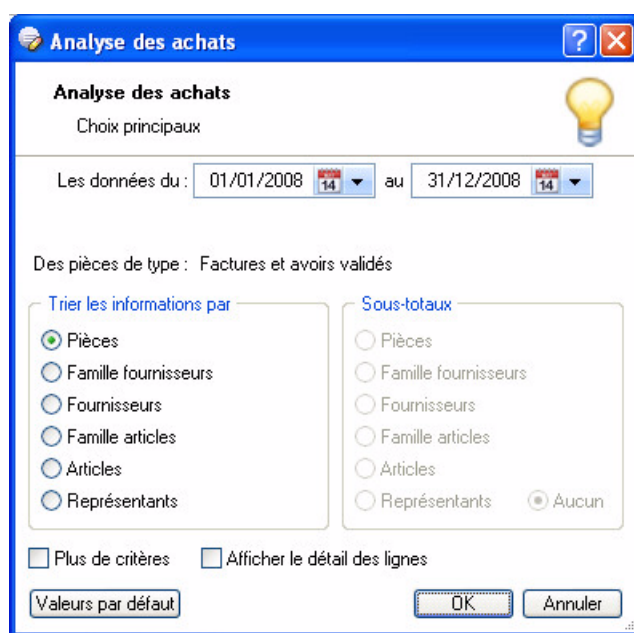 Analyse des achats
Analyse des achats
Choix principaux
Les données du : 01/01/2008 14 au 31/12/2008 14
Des pièces de type : Factures et avoirs validés
Trier les informations par
Pièces
Famille fournisseurs
Fournisseurs
Famille articles
Articles
Représentants
Sous-totaux
Pièces
Famille fournisseurs
Fournisseurs
Famille articles
Articles
Représentants Aucun
Plus de critères Afficher le détail des lignes
Valeurs par défaut OK Annuler